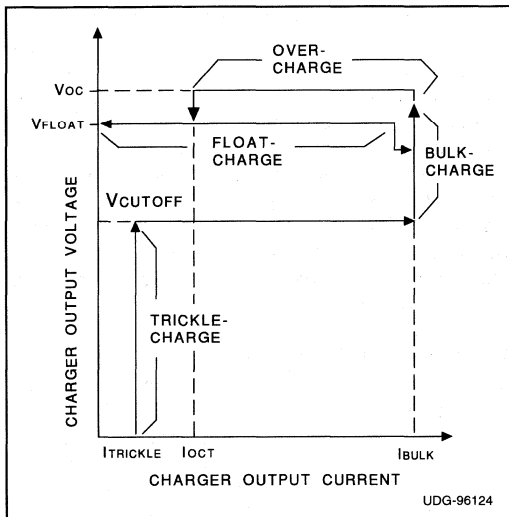 OVER-
CHARGE
VOC
VFLOAT
FLOAT-
CHARGE
BULK-
CHARGE
VCUTOFF
TRICKLE-
CHARGE
CHARGER OUTPUT VOLTAGE
ITRICKLE IOCT IBULK
CHARGER OUTPUT CURRENT
UDG-96124